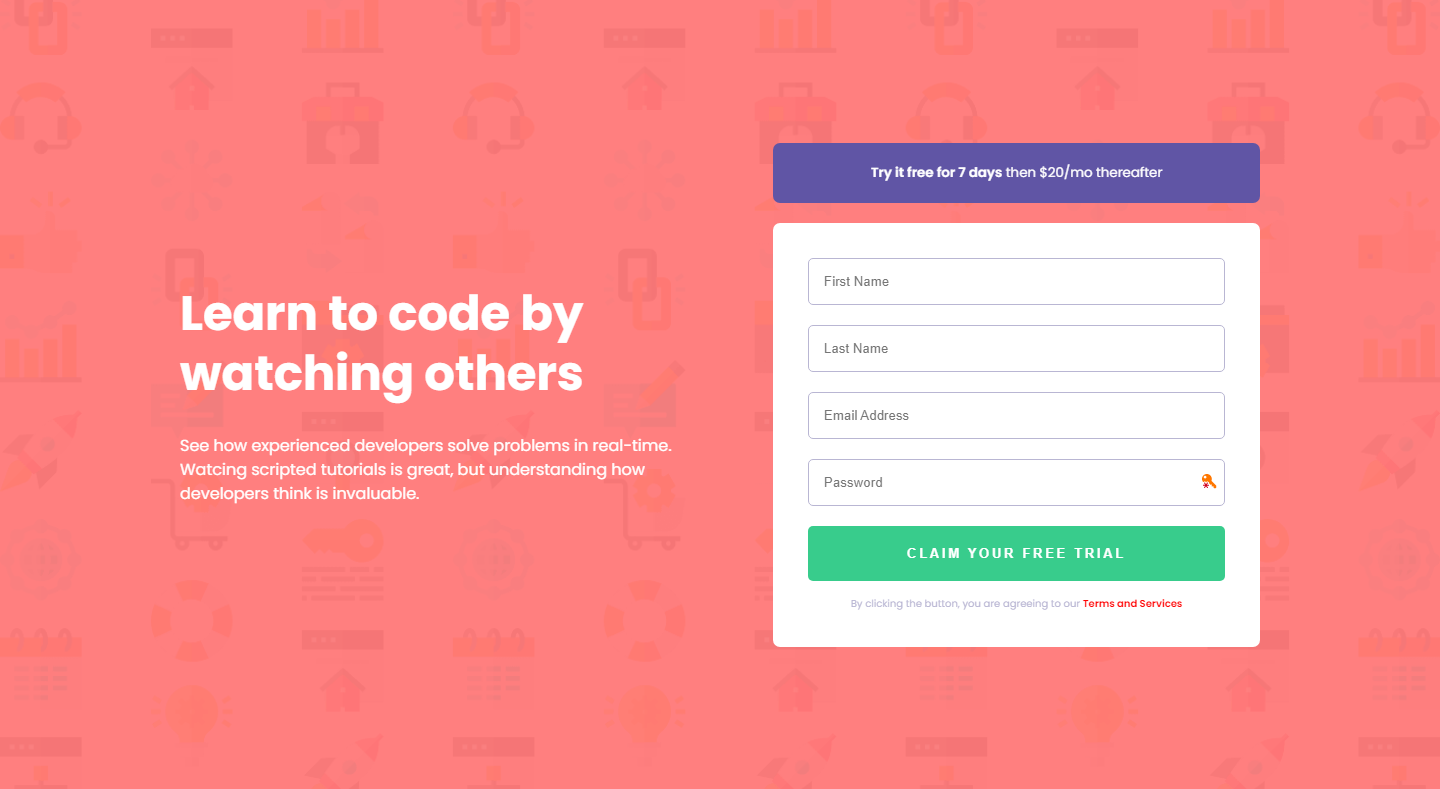 Try it free for 7 days then $20/mo thereafter
Learn to code by
watching others
See how experienced developers solve problems in real-time.
Watcing scripted tutorials is great, but understanding how
developers think is invaluable.
First Name
Last Name
Email Address
Password
CLAIM YOUR FREE TRIAL
By clicking the button, you are agreeing to our Terms and Services